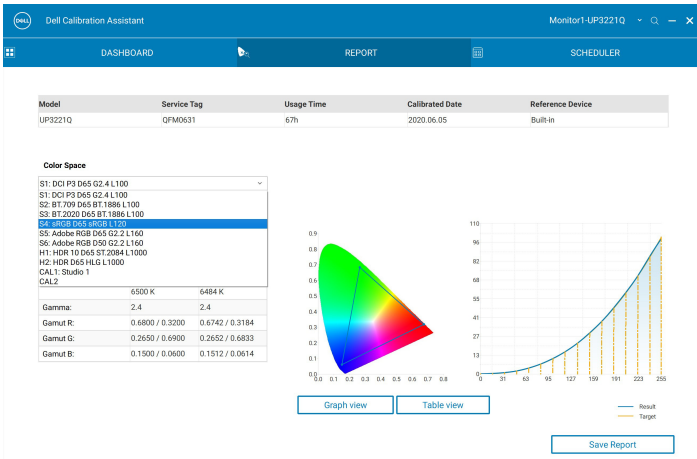 DELL Dell Calibration Assistant Monitor1-UP3221Q
DASHBOARD REPORT SCHEDULER
Model Service Tag Usage Time Calibrated Date Reference Device
UP3221Q QFM0631 67h 2020.06.05 Built-in
Color Space
S1: DCI P3 D65 G2.4 L100
S1: DCI P3 D65 G2.4 L100
S2: BT.709 D65 BT.1886 L100
S3: BT.2020 D65 BT.1886 L100
S4: sRGB D65 sRGB L120
S5: Adobe RGB D65 G2.2 L160
S6: Adobe RGB D50 G2.2 L160
H1: HDR 10 D65 ST.2084 L1000
H2: HDR D65 HLG L1000
CAL1: Studio 1
CAL2
6500 K 6484 K
Gamma: 2.4 2.4
Gamut R: 0.6800 / 0.3200 0.6742 / 0.3184
Gamut G: 0.2650 / 0.6900 0.2652 / 0.6833
Gamut B: 0.1500 / 0.0600 0.1512 / 0.0614
0.9
0.8
0.7
0.6
0.5
0.4
0.3
0.2
0.1
0.0
0.0 0.1 0.2 0.3 0.4 0.5 0.6 0.7 0.8
110
96
82
68
55
41
27
13
0
0 31 63 95 127 159 191 223 255
Graph view Table view
Result
Target
Save Report